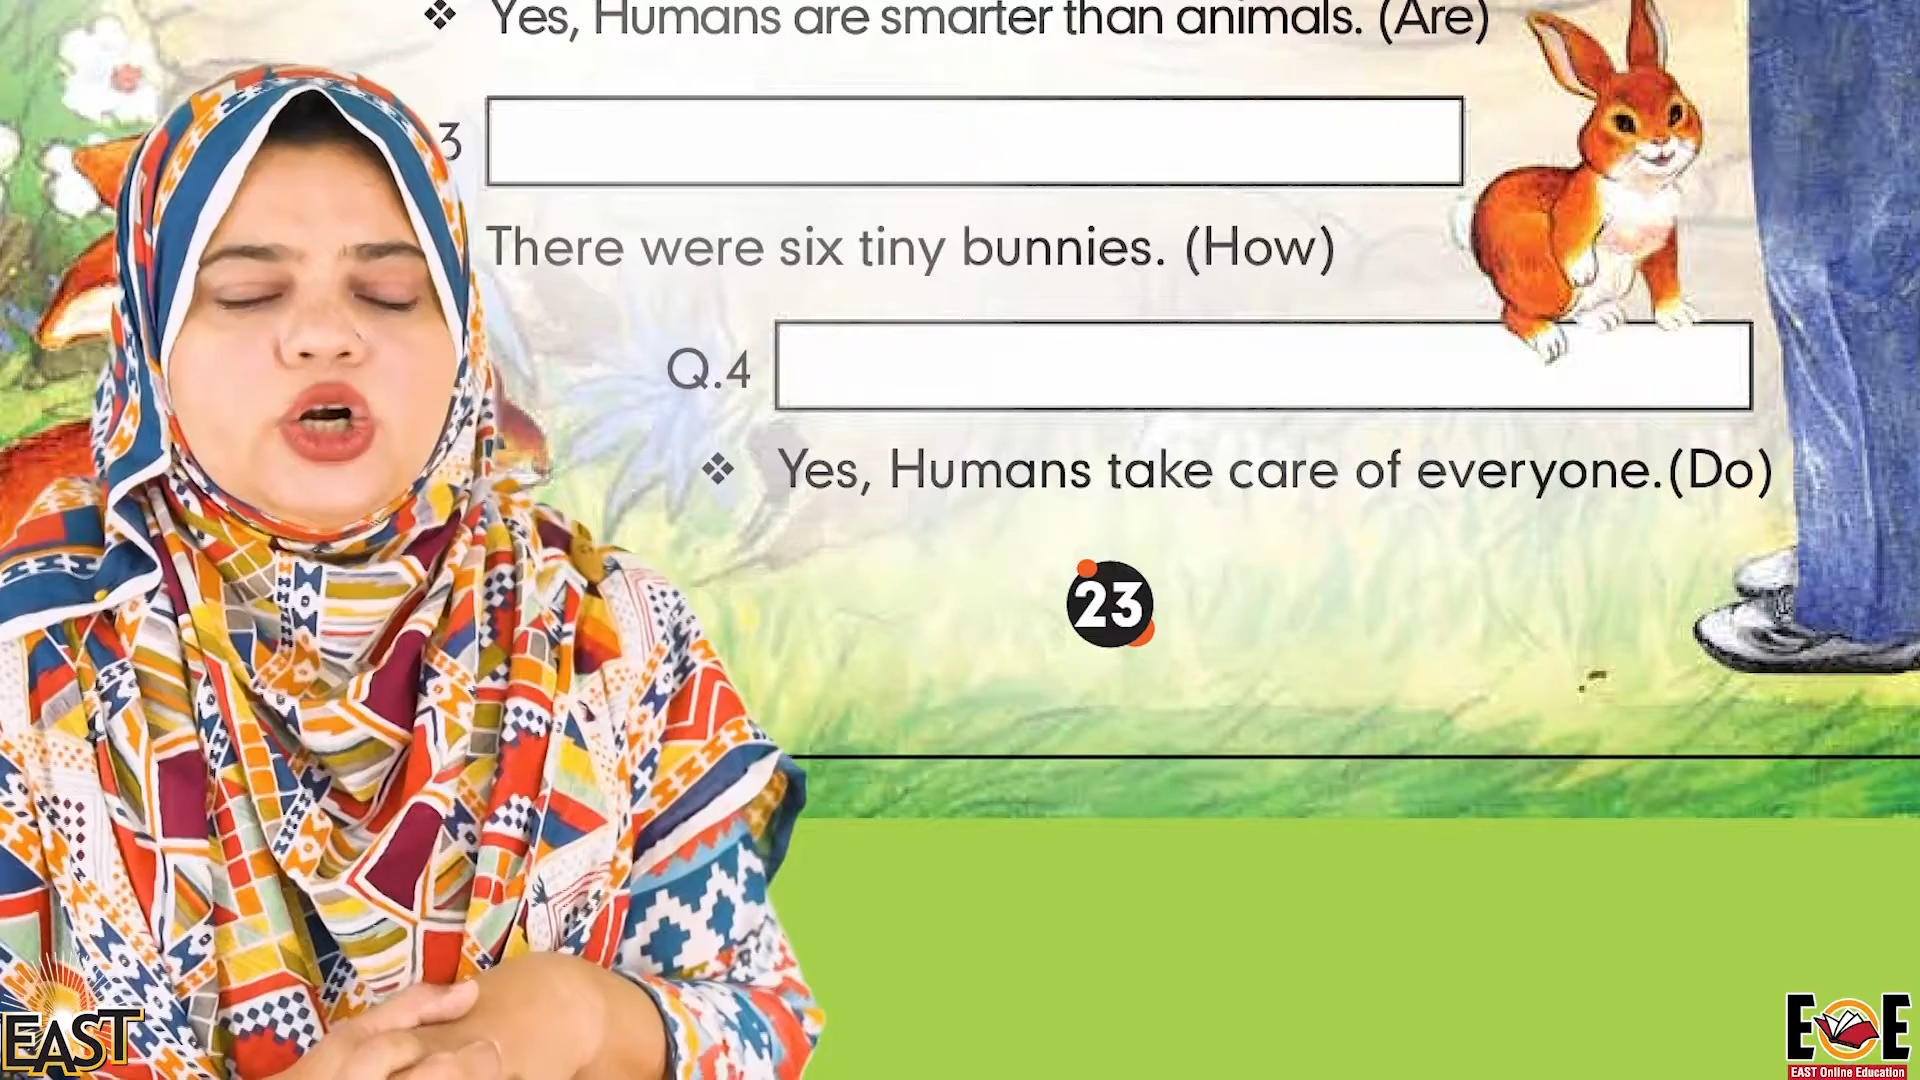 ❖ Yes, Humans are smarter than animals. (Are)
3
There were six tiny bunnies. (How)
Q.4
❖ Yes, Humans take care of everyone.(Do)
23
EAST
EOE
EAST Online Education